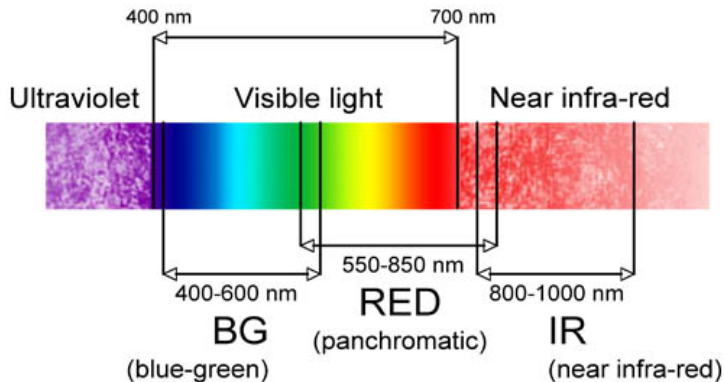 400 nm
700 nm
Ultraviolet
Visible light
Near infra-red
400-600 nm
550-850 nm
800-1000 nm
BG
(blue-green)
RED
(panchromatic)
IR
(near infra-red)